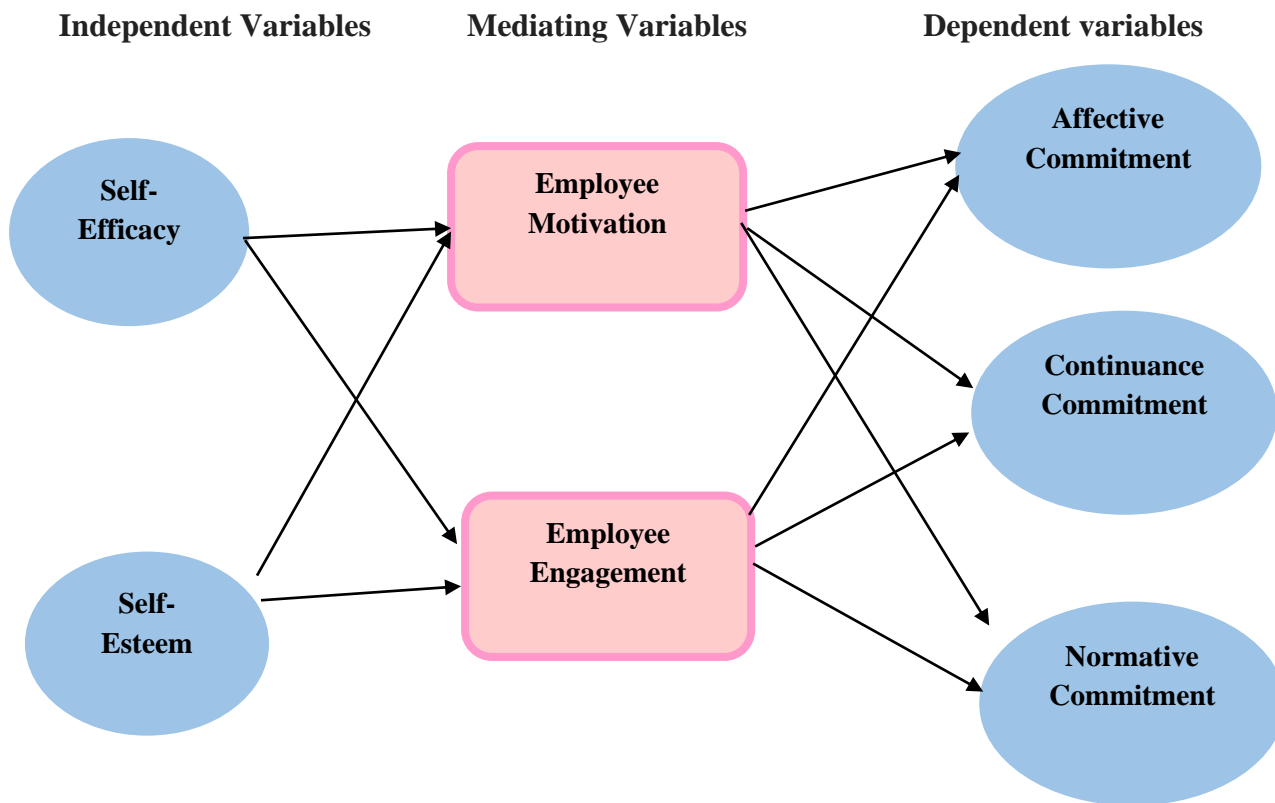 Independent Variables
Mediating Variables
Dependent variables
Self-
Efficacy
Self-
Esteem
Employee
Motivation
Employee
Engagement
Affective
Commitment
Continuance
Commitment
Normative
Commitment